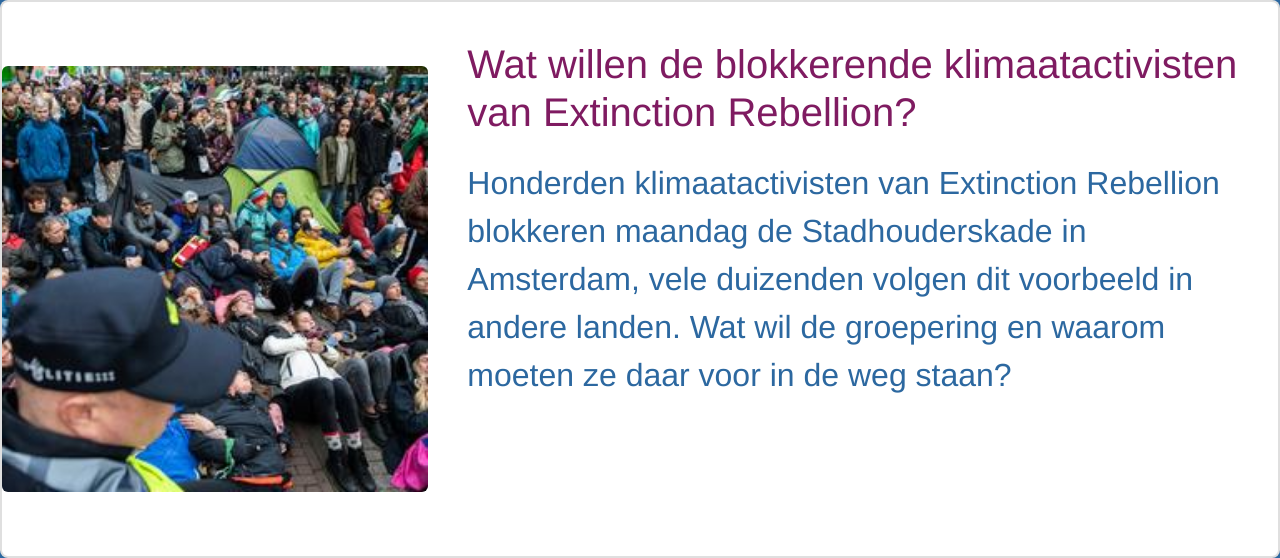 Wat willen de blokkerende klimaatactivisten
van Extinction Rebellion?
Honderden klimaatactivisten van Extinction Rebellion
blokkeren maandag de Stadhouderskade in
Amsterdam, vele duizenden volgen dit voorbeeld in
andere landen. Wat wil de groepering en waarom
moeten ze daar voor in de weg staan?